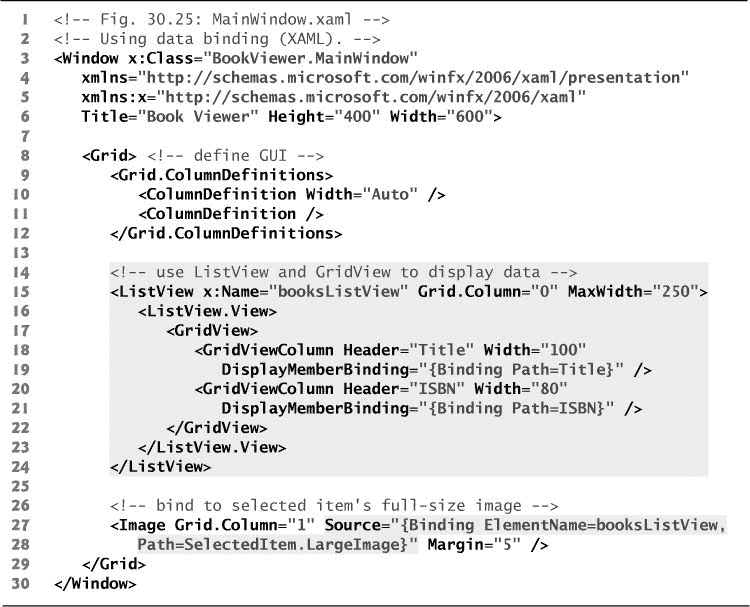 1 <!-- Fig. 30.25: MainWindow.xaml -->
2 <!-- Using data binding (XAML). -->
3 <Window x:Class="BookViewer.MainWindow"
4 xmlns="http://schemas.microsoft.com/winfx/2006/xaml/presentation"
5 xmlns:x="http://schemas.microsoft.com/winfx/2006/xaml"
6 Title="Book Viewer" Height="400" Width="600">
7
8 <Grid> <!-- define GUI -->
9 <Grid.ColumnDefinitions>
10 <ColumnDefinition Width="Auto" />
11 <ColumnDefinition />
12 </Grid.ColumnDefinitions>
13
14 <!-- use ListView and GridView to display data -->
15 <ListView x:Name="booksListView" Grid.Column="0" MaxWidth="250">
16 <ListView.View>
17 <GridView>
18 <GridViewColumn Header="Title" Width="100"
19 DisplayMemberBinding="{Binding Path=Title}" />
20 <GridViewColumn Header="ISBN" Width="80"
21 DisplayMemberBinding="{Binding Path=ISBN}" />
22 </GridView>
23 </ListView.View>
24 </ListView>
25
26 <!-- bind to selected item's full-size image -->
27 <Image Grid.Column="1" Source="{Binding ElementName=booksListView,
28 Path=SelectedItem.LargeImage}" Margin="5" />
29 </Grid>
30 </Window>